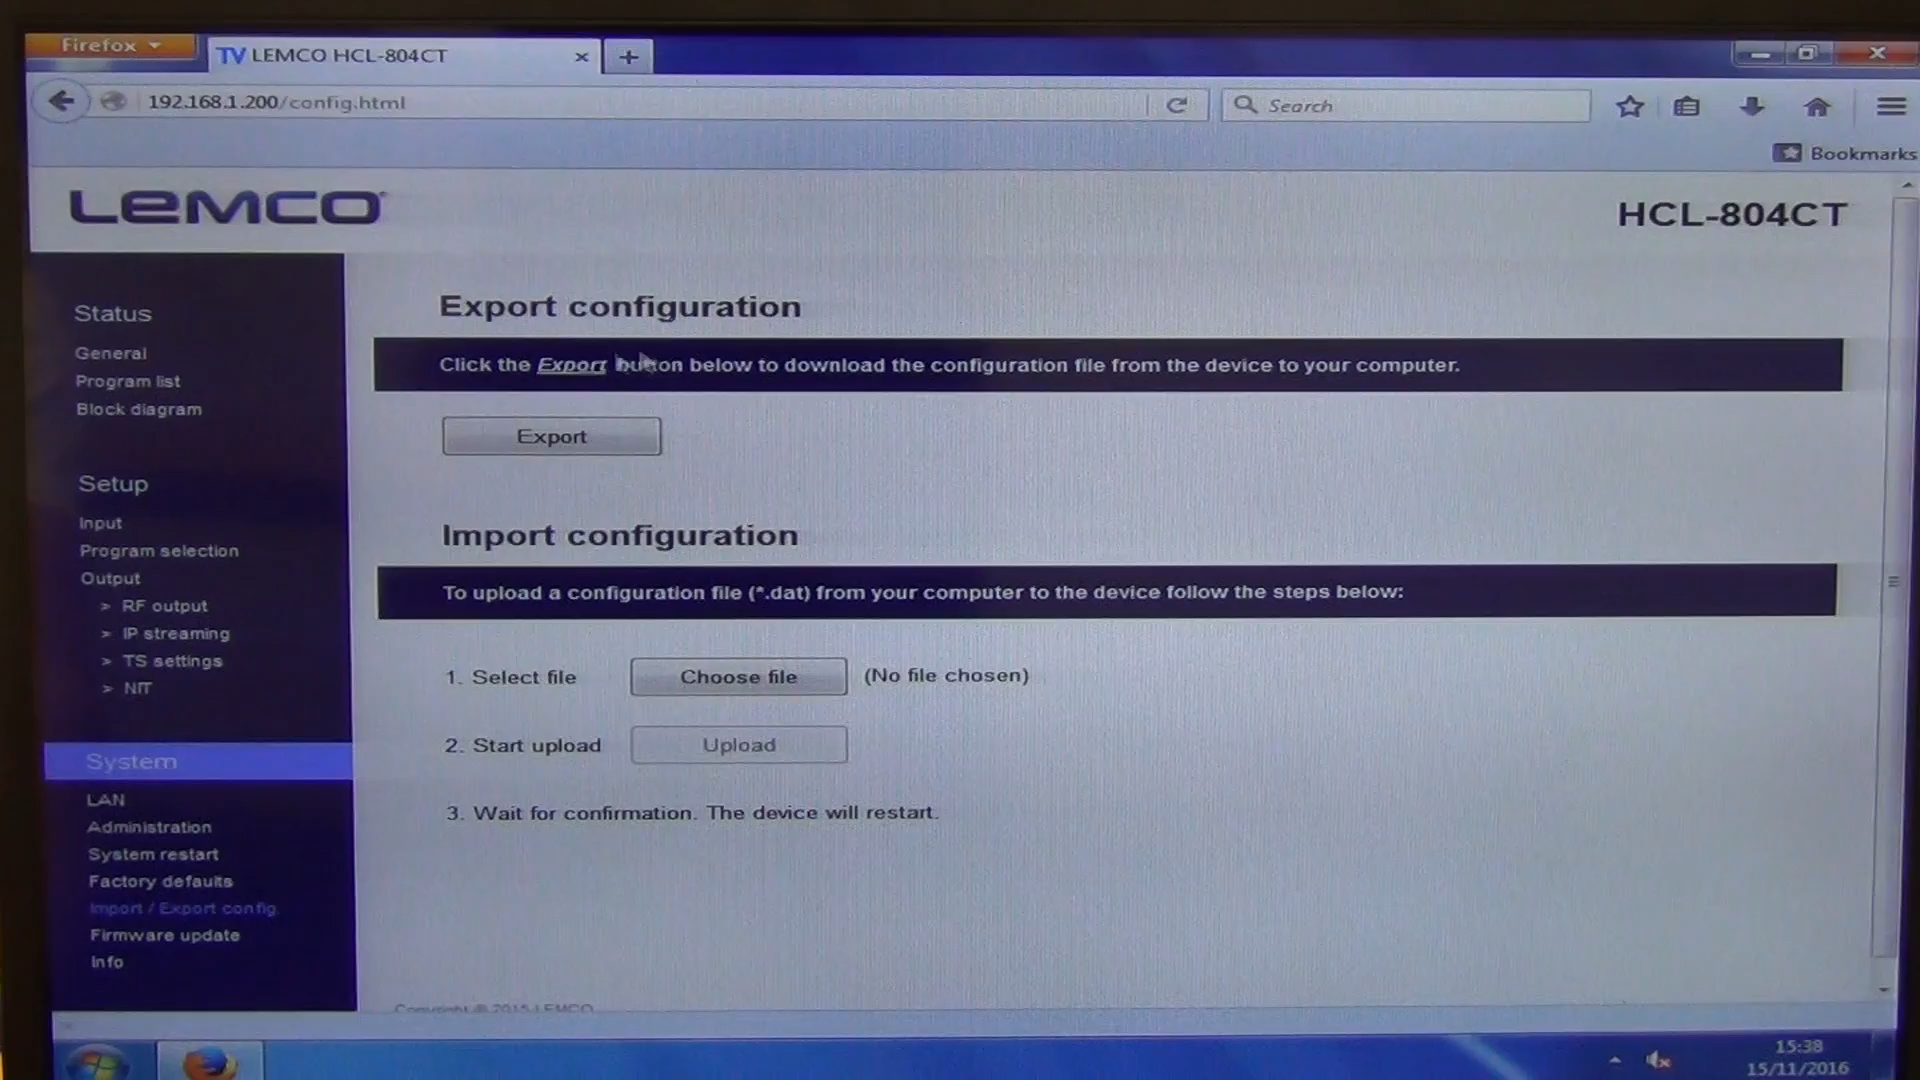 Firefox
TV LEMCO HCL-804CT
192.168.1.200/config.html
Search
Bookmarks
LEMCO
HCL-804CT
Status
General
Program list
Block diagram
Setup
Input
Program selection
Output
> RF output
> IP streaming
> TS settings
> NIT
System
LAN
Administration
System restart
Factory defaults
Import / Export config.
Firmware update
Info
Export configuration
Click the Export button below to download the configuration file from the device to your computer.
Export
Import configuration
To upload a configuration file (*.dat) from your computer to the device follow the steps below:
1. Select file Choose file (No file chosen)
2. Start upload Upload
3. Wait for confirmation. The device will restart.
Copyright © 2015 LEMCO
15:38
15/11/2016